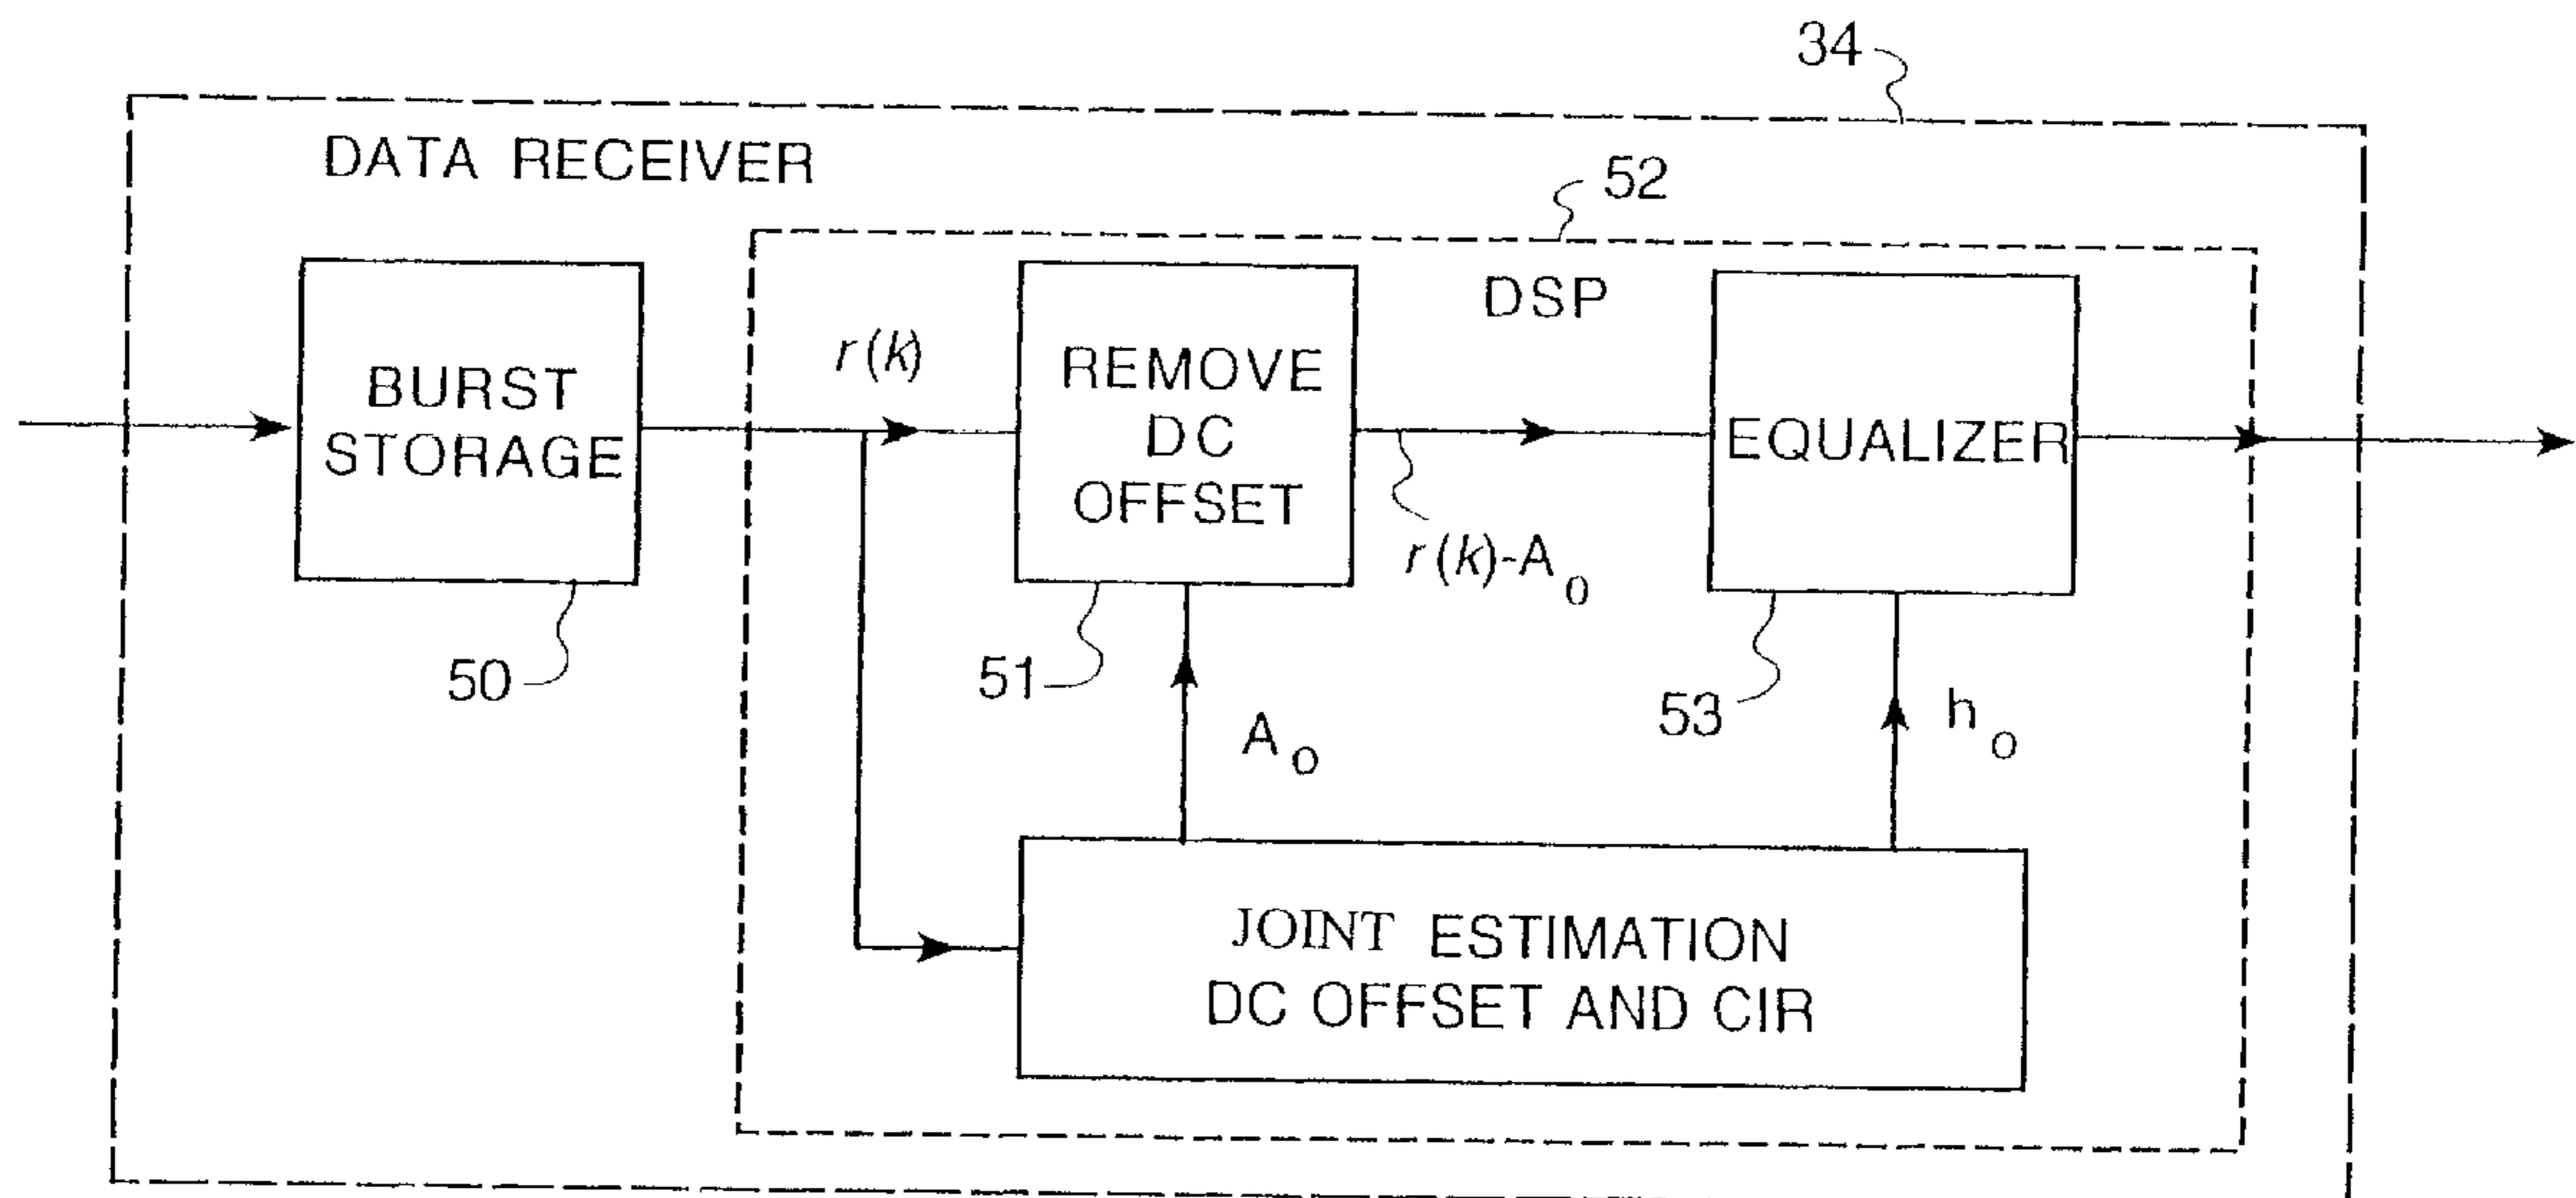 34
DATA RECEIVER
52
DSP
r(k)
BURST
STORAGE
REMOVE
DC
OFFSET
EQUALIZER
r(k)-A₀
50
51
53
A₀
h₀
JOINT ESTIMATION
DC OFFSET AND CIR